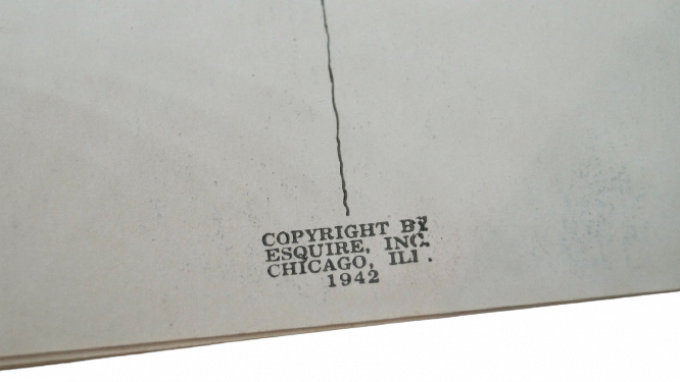 COPYRIGHT BY
ESQUIRE, INC.
CHICAGO, ILL.
1942